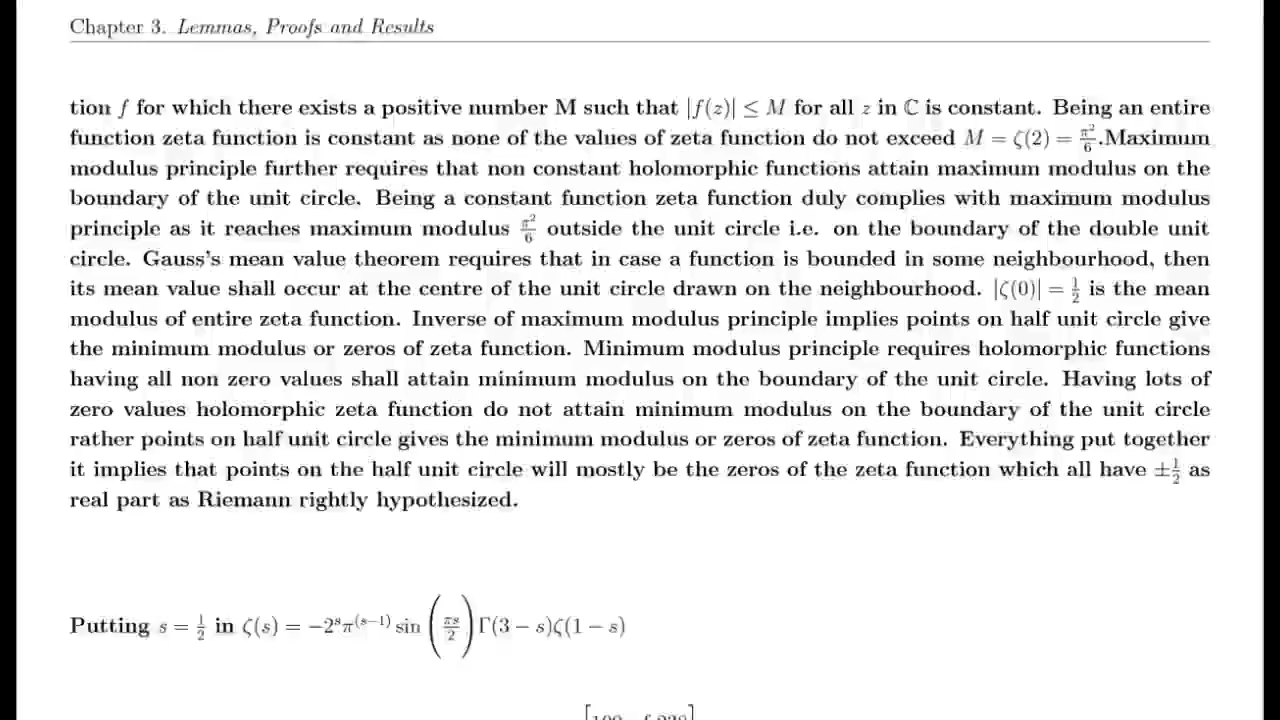 Chapter 3. Lemmas, Proofs and Results
tion f for which there exists a positive number M such that |f(z)| ≤ M for all z in ℂ is constant. Being an entire
function zeta function is constant as none of the values of zeta function do not exceed M = ζ(2) = π²/6.Maximum
modulus principle further requires that non constant holomorphic functions attain maximum modulus on the
boundary of the unit circle. Being a constant function zeta function duly complies with maximum modulus
principle as it reaches maximum modulus π²/6 outside the unit circle i.e. on the boundary of the double unit
circle. Gauss's mean value theorem requires that in case a function is bounded in some neighbourhood, then
its mean value shall occur at the centre of the unit circle drawn on the neighbourhood. |ζ(0)| = 1/2 is the mean
modulus of entire zeta function. Inverse of maximum modulus principle implies points on half unit circle give
the minimum modulus or zeros of zeta function. Minimum modulus principle requires holomorphic functions
having all non zero values shall attain minimum modulus on the boundary of the unit circle. Having lots of
zero values holomorphic zeta function do not attain minimum modulus on the boundary of the unit circle
rather points on half unit circle gives the minimum modulus or zeros of zeta function. Everything put together
it implies that points on the half unit circle will mostly be the zeros of the zeta function which all have ±1/2 as
real part as Riemann rightly hypothesized.
Putting s = 1/2 in ζ(s) = −2ˢπ⁽ˢ⁻¹⁾ sin(πs/2)Γ(3 − s)ζ(1 − s)